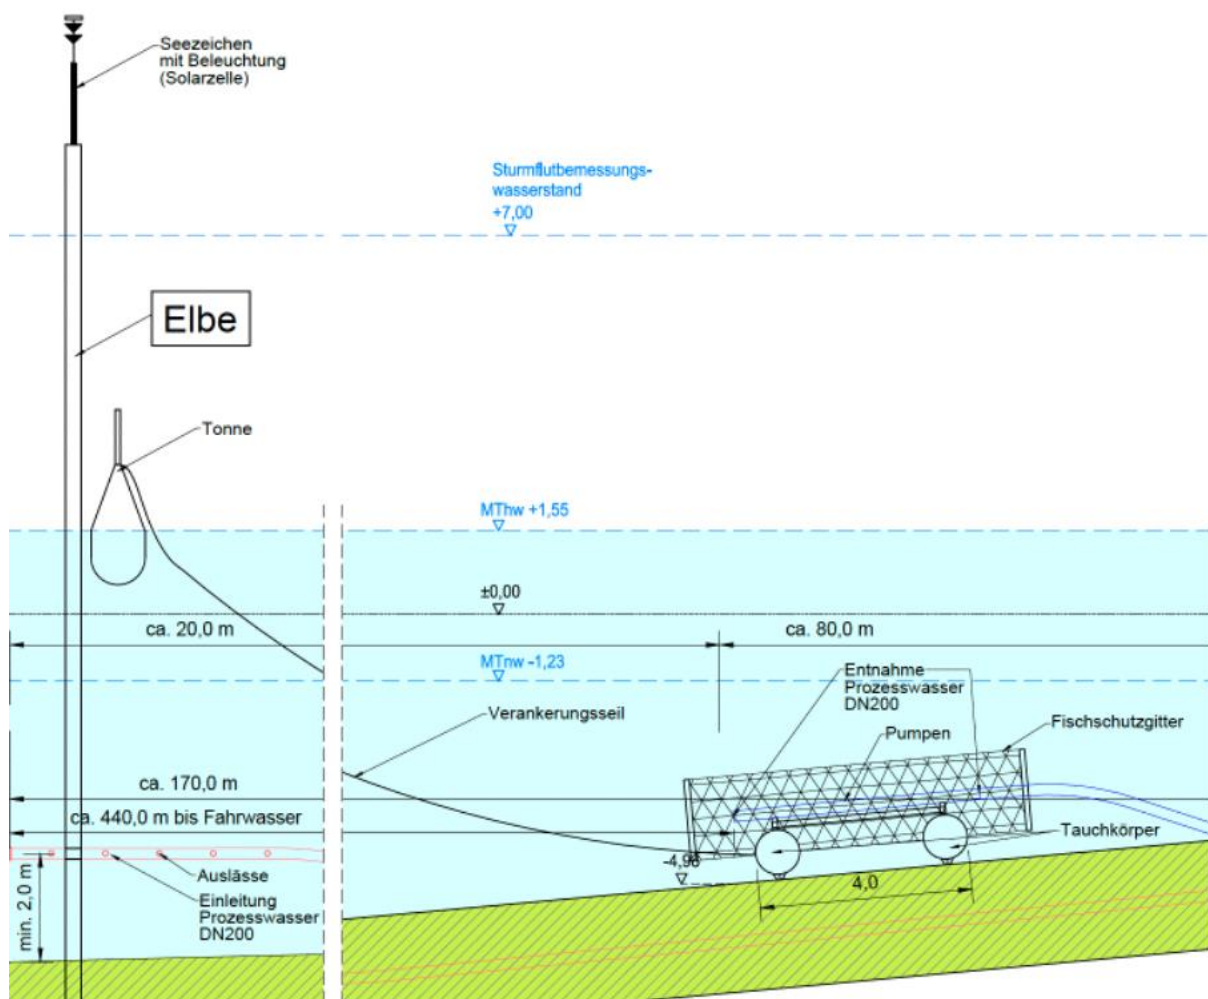 Seezeichen
mit Beleuchtung
(Solarzelle)
Sturmflutbemessungs-
wasserstand
+7,00
Elbe
Tonne
MThw +1,55
±0,00
ca. 20,0 m
ca. 80,0 m
MTnw -1,23
Entnahme
Prozesswasser
DN200
Verankerungsseil
Pumpen
Fischschutzgitter
ca. 170,0 m
ca. 440,0 m bis Fahrwasser
Tauchkörper
Auslässe
4,0
Einleitung
Prozesswasser
DN200
min. 2,0 m